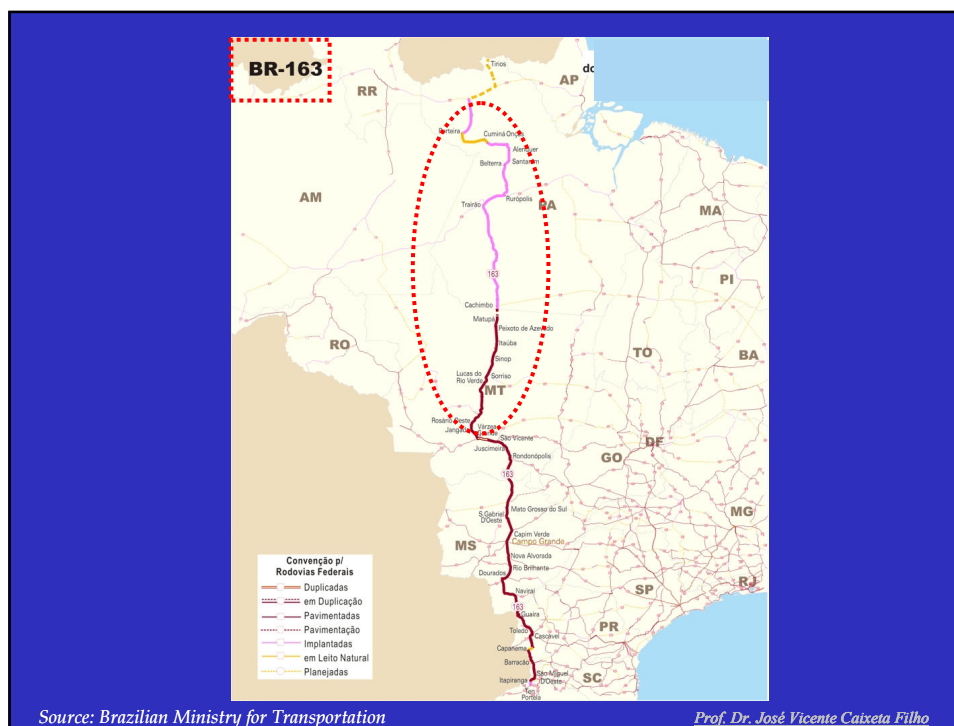 BR-163
Tirios
do
AP
RR
Porteira
Cuminá Onças
Alenquer
Belterra
Santarém
AM
Rurópolis
Trairão
PA
MA
163
PI
Cachimbo
Matupá
Peixoto de Azevedo
RO
Itaúba
TO
BA
Sinop
Lucas do
Rio Verde
Sorriso
MT
Rosário Oeste
Várzea
Grande
Jangada
São Vicente
DF
Juscimeira
Rondonópolis
GO
163
S.Gabriel
D'Oeste
Mato Grosso do Sul
MG
Capim Verde
Campo Grande
MS
Nova Alvorada
Rio Brilhante
Dourados
RJ
SP
Naviraí
163
Guaíra
PR
Toledo
Cascavel
Capanema
Barracão
SC
São Miguel
D'Oeste
Itapiranga
Ten.
Portela
Convenção p/
Rodovias Federais
Duplicadas
em Duplicação
Pavimentadas
Pavimentação
Implantadas
em Leito Natural
Planejadas
Source: Brazilian Ministry for Transportation
Prof. Dr. José Vicente Caixeta Filho